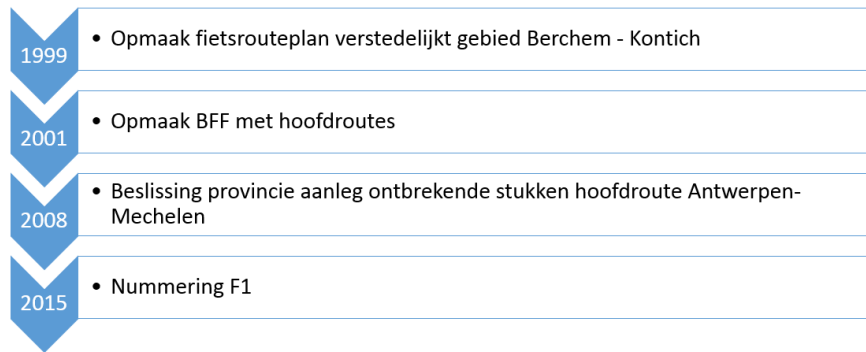 1999
• Opmaak fietsrouteplan verstedelijkt gebied Berchem - Kontich
2001
• Opmaak BFF met hoofdroutes
2008
• Beslissing provincie aanleg ontbrekende stukken hoofdroute Antwerpen-
Mechelen
2015
• Nummering F1